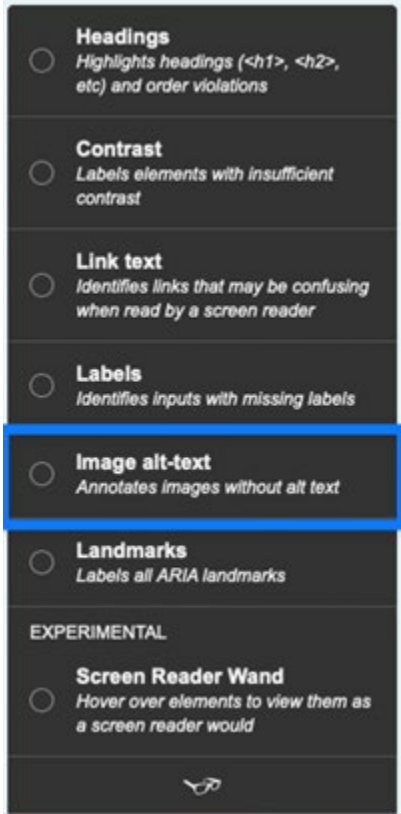 Headings
Highlights headings (<h1>, <h2>,
etc) and order violations
Contrast
Labels elements with insufficient
contrast
Link text
Identifies links that may be confusing
when read by a screen reader
Labels
Identifies inputs with missing labels
Image alt-text
Annotates images without alt text
Landmarks
Labels all ARIA landmarks
EXPERIMENTAL
Screen Reader Wand
Hover over elements to view them as
a screen reader would